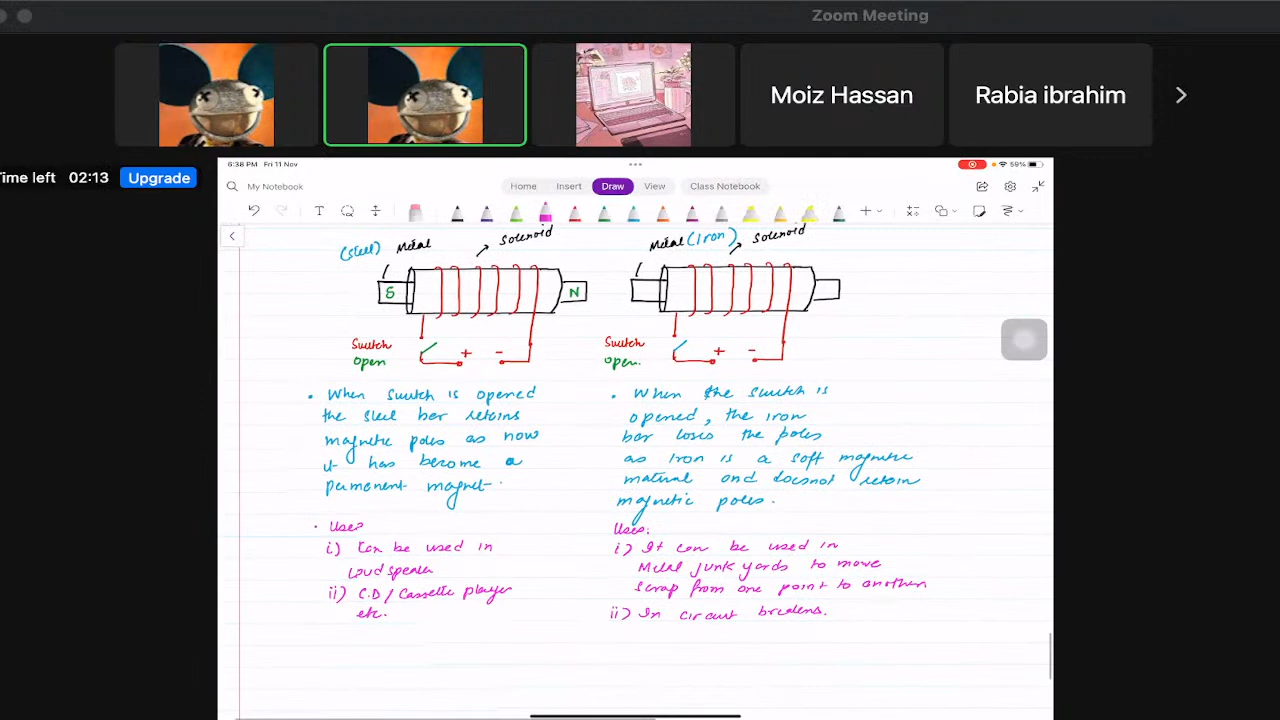 Zoom Meeting
Moiz Hassan
Rabia ibrahim
Time left 02:13 Upgrade
6:38 PM Fri 11 Nov
59%
My Notebook
Home Insert Draw View Class Notebook
(Steel) Metal Solenoid
S N
Switch + -
Open
• When switch is opened
the steel bar retains
magnetic poles as now
it has become a
permanent magnet.
• Uses
i) Can be used in
Loud speaker
ii) C.D / Cassette player
etc.
Metal (Iron) Solenoid
Switch + -
Open.
• When the switch is
opened, the iron
bar loses the poles
as Iron is a soft magnetic
material and doesnot retain
magnetic poles.
Uses.
i) It can be used in
Metal junk yards to move
Scrap from one point to another
ii) In circuit breakers.